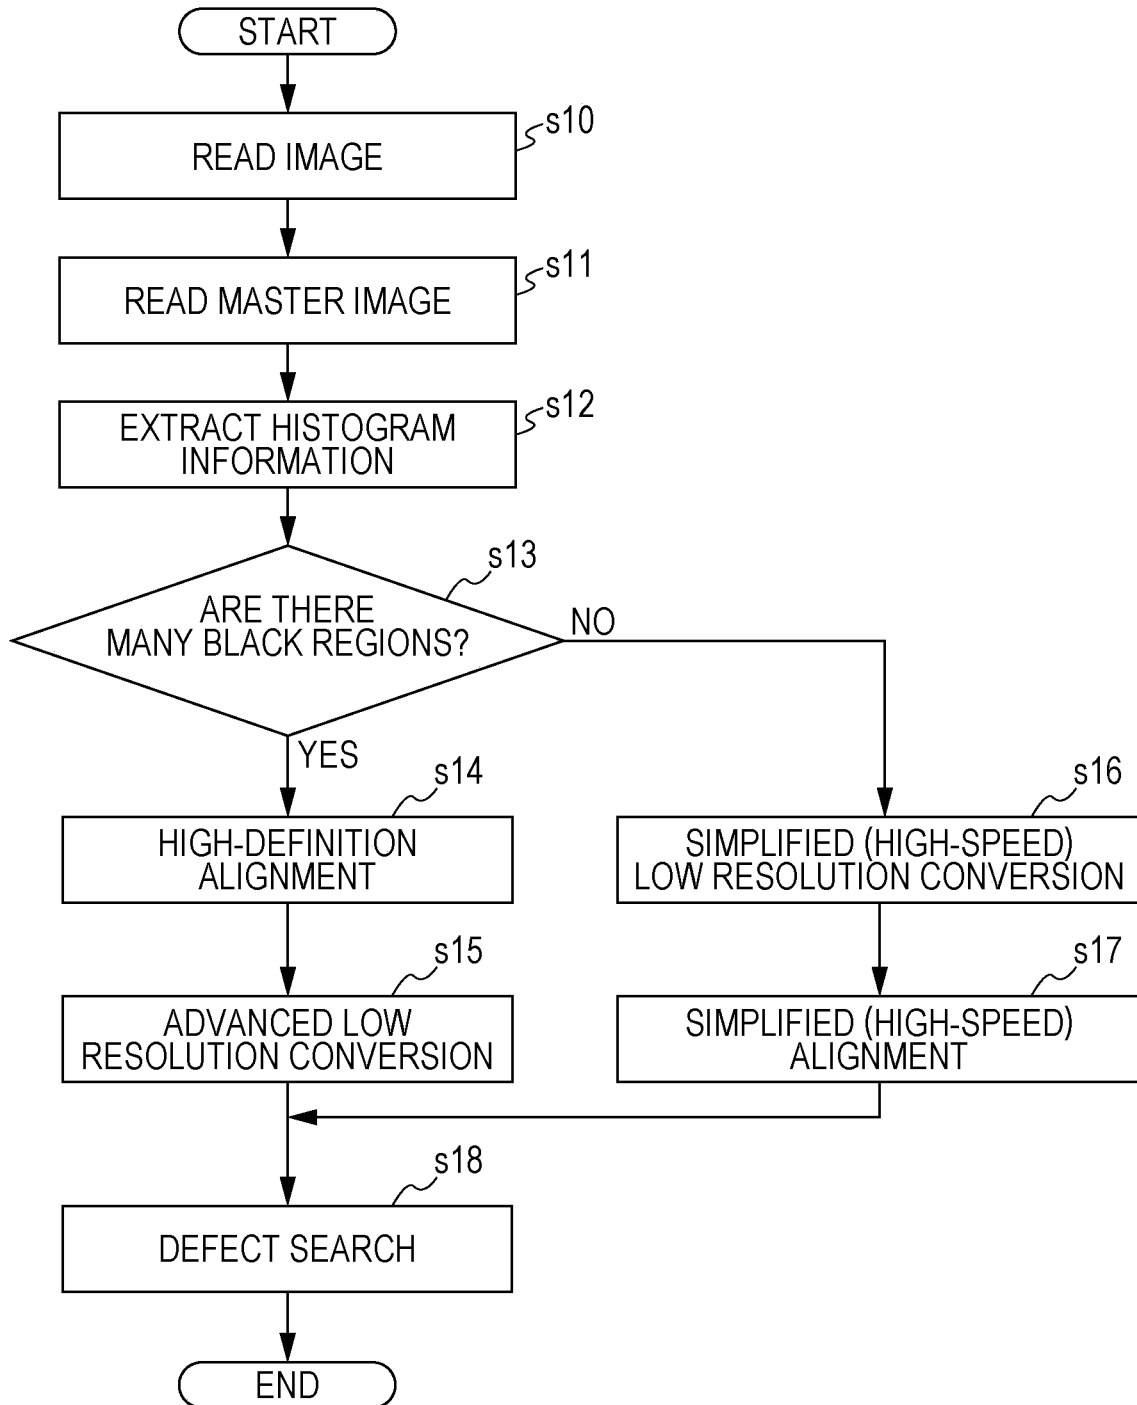 START
s10
READ IMAGE
s11
READ MASTER IMAGE
s12
EXTRACT HISTOGRAM
INFORMATION
s13
ARE THERE
MANY BLACK REGIONS?
NO
YES
s14
HIGH-DEFINITION
ALIGNMENT
s16
SIMPLIFIED (HIGH-SPEED)
LOW RESOLUTION CONVERSION
s15
ADVANCED LOW
RESOLUTION CONVERSION
s17
SIMPLIFIED (HIGH-SPEED)
ALIGNMENT
s18
DEFECT SEARCH
END